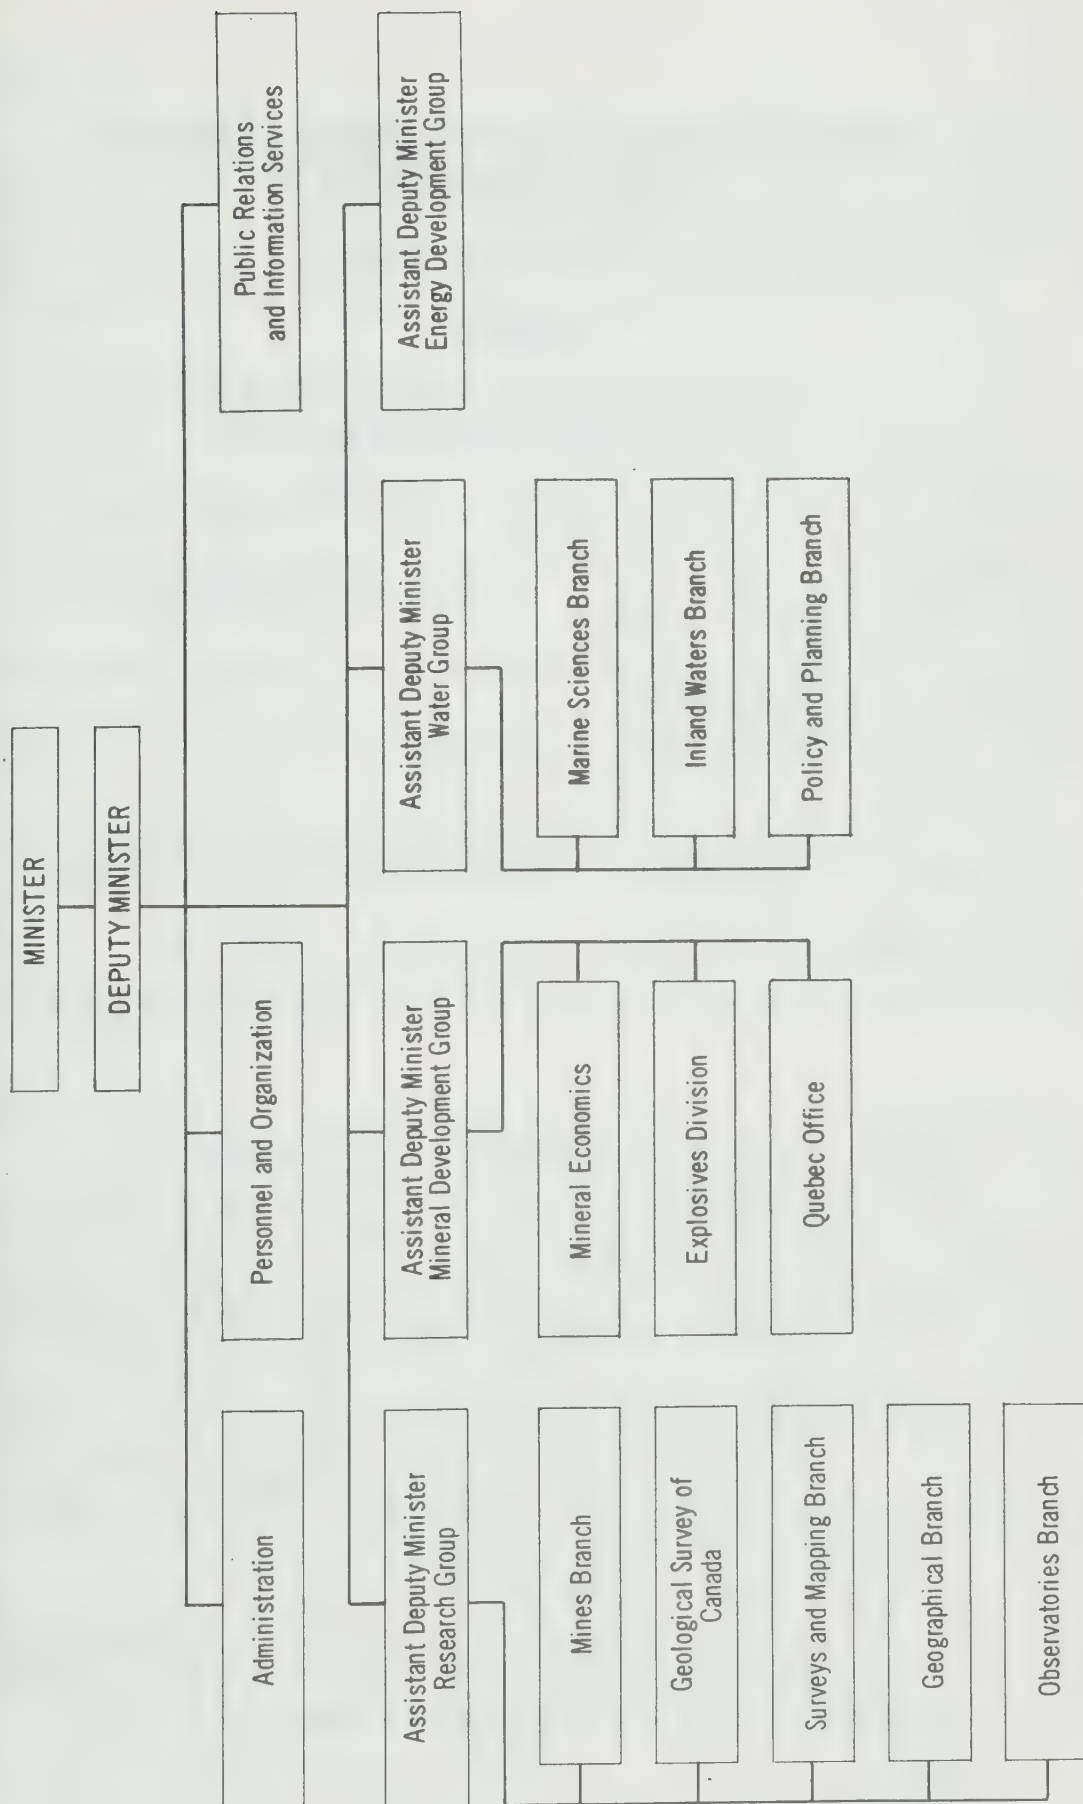 MINISTER
DEPUTY MINISTER
Administration
Personnel and Organization
Public Relations
and Information Services
Assistant Deputy Minister
Research Group
Assistant Deputy Minister
Mineral Development Group
Assistant Deputy Minister
Water Group
Assistant Deputy Minister
Energy Development Group
Mines Branch
Geological Survey of
Canada
Surveys and Mapping Branch
Geographical Branch
Observatories Branch
Mineral Economics
Explosives Division
Quebec Office
Marine Sciences Branch
Inland Waters Branch
Policy and Planning Branch